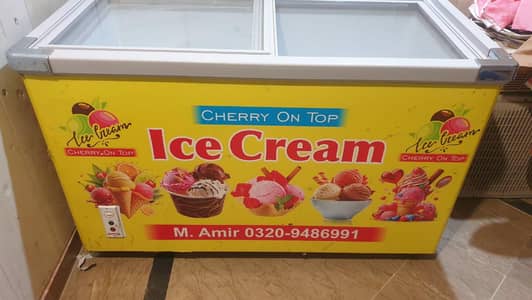 CHERRY ON TOP
Ice Cream
Ice Cream
CHERRY ON TOP
Ice Cream
CHERRY ON TOP
M. Amir 0320-9486991